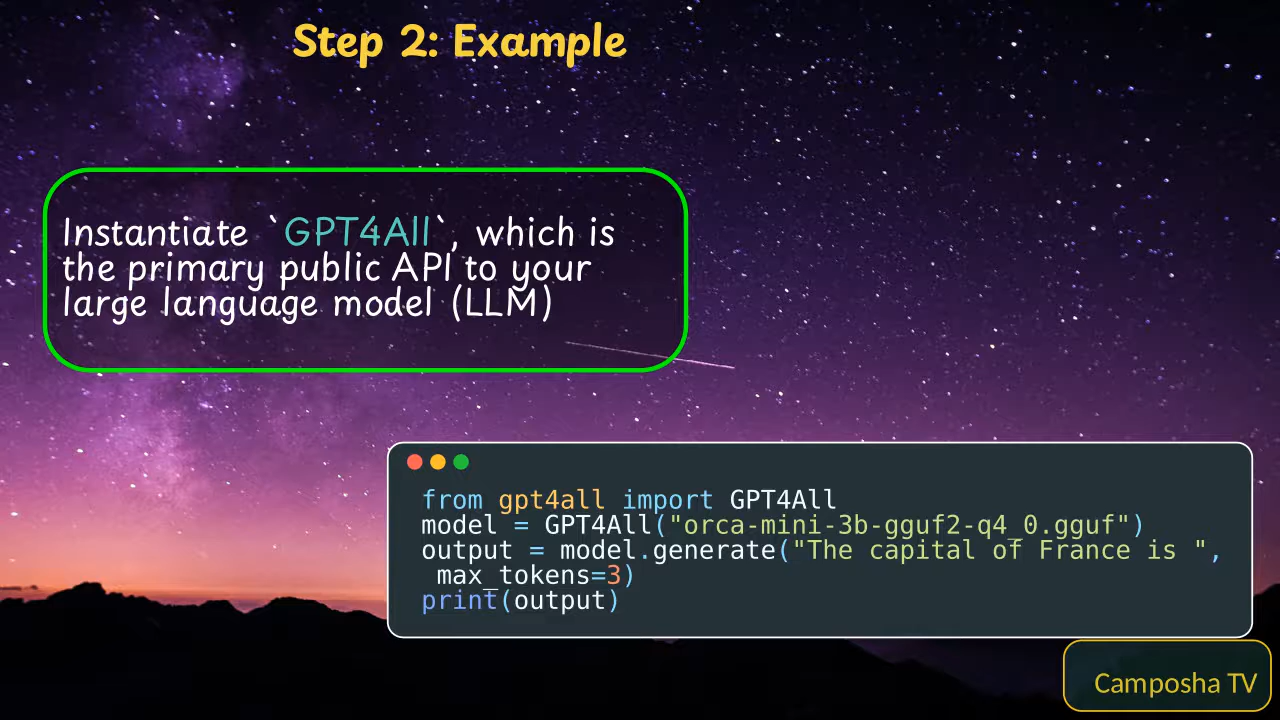 Step 2: Example
Instantiate `GPT4All`, which is
the primary public API to your
large language model (LLM)
from gpt4all import GPT4All
model = GPT4All("orca-mini-3b-gguf2-q4_0.gguf")
output = model.generate("The capital of France is ",
 max_tokens=3)
print(output)
Camposha TV